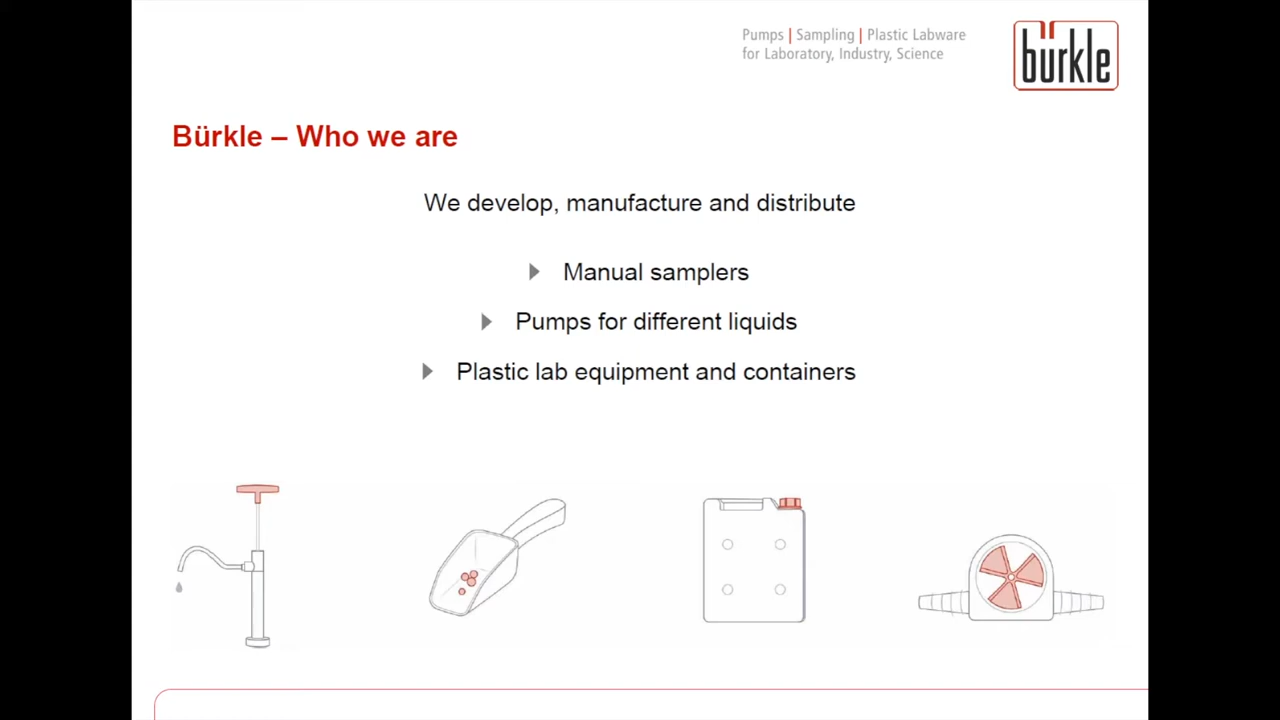 Pumps | Sampling | Plastic Labware
for Laboratory, Industry, Science
bürkle
Bürkle – Who we are
We develop, manufacture and distribute
Manual samplers
Pumps for different liquids
Plastic lab equipment and containers